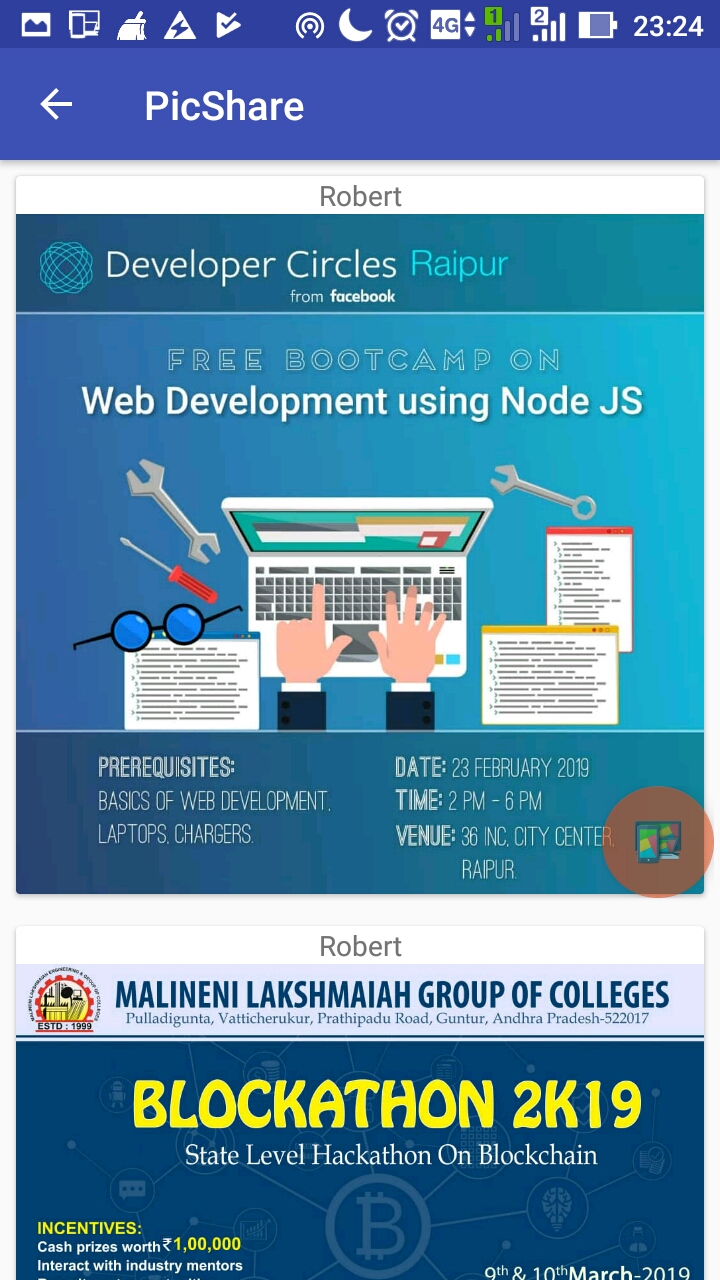 4G 1 2 23:24
PicShare
Robert
Developer Circles Raipur
from facebook
FREE BOOTCAMP ON
Web Development using Node JS
PREREQUISITES:
BASICS OF WEB DEVELOPMENT,
LAPTOPS, CHARGERS.
DATE: 23 FEBRUARY 2019
TIME: 2 PM - 6 PM
VENUE: 36 INC, CITY CENTER,
RAIPUR.
Robert
MALINENI LAKSHMAIAH GROUP OF COLLEGES
Pulladigunta, Vatticherukur, Prathipadu Road, Guntur, Andhra Pradesh-522017
ESTD : 1999
BLOCKATHON 2K19
State Level Hackathon On Blockchain
INCENTIVES:
Cash prizes worth ₹1,00,000
Interact with industry mentors
9th & 10th March-2019